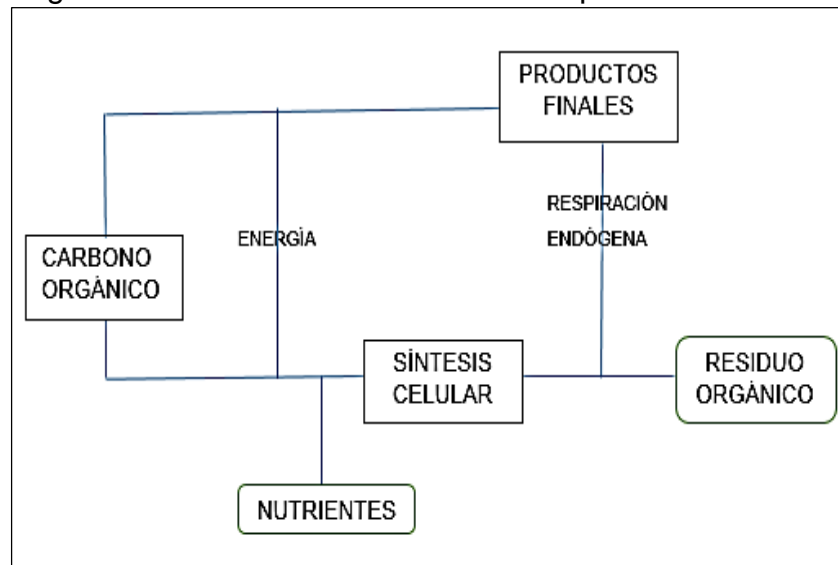 PRODUCTOS
FINALES
RESPIRACIÓN
ENDÓGENA
ENERGÍA
CARBONO
ORGÁNICO
SÍNTESIS
CELULAR
RESIDUO
ORGÁNICO
NUTRIENTES